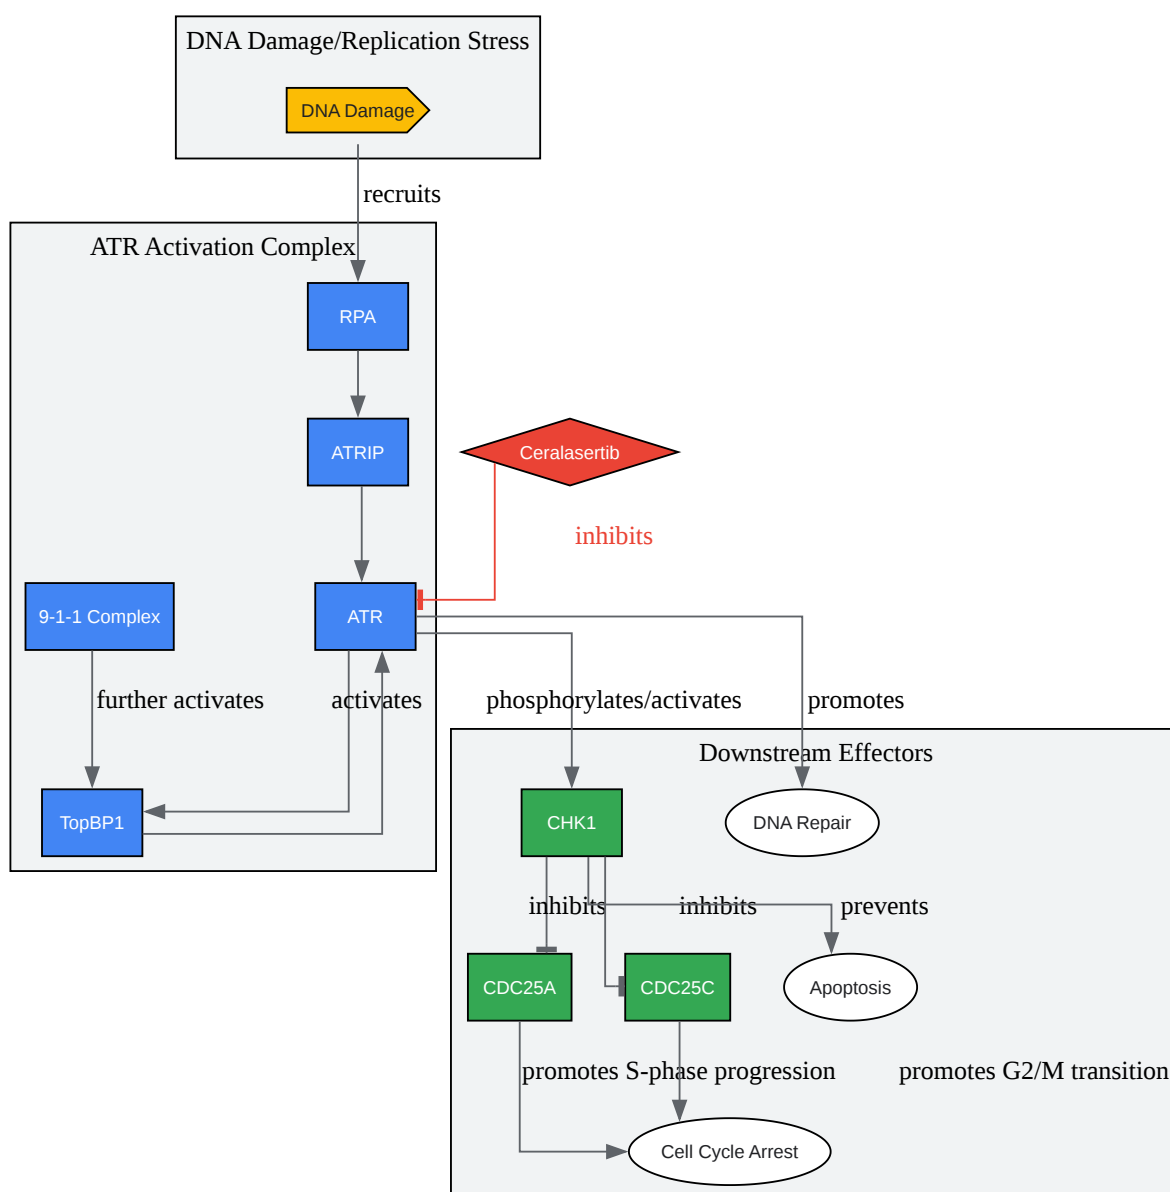 DNA Damage/Replication Stress
DNA Damage
recruits
ATR Activation Complex
RPA
ATRIP
Ceralasertib
inhibits
9-1-1 Complex
ATR
further activates
activates
phosphorylates/activates
promotes
Downstream Effectors
TopBP1
CHK1
DNA Repair
inhibits
inhibits
prevents
CDC25A
CDC25C
Apoptosis
promotes S-phase progression
promotes G2/M transition
Cell Cycle Arrest